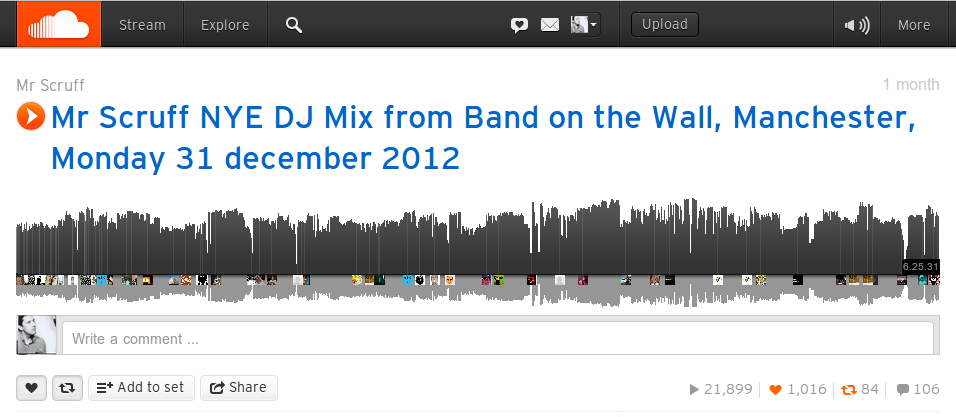 Stream Explore Upload More
Mr Scruff 1 month
Mr Scruff NYE DJ Mix from Band on the Wall, Manchester,
Monday 31 december 2012
6.25.31
Write a comment ...
Add to set Share 21,899 1,016 84 106